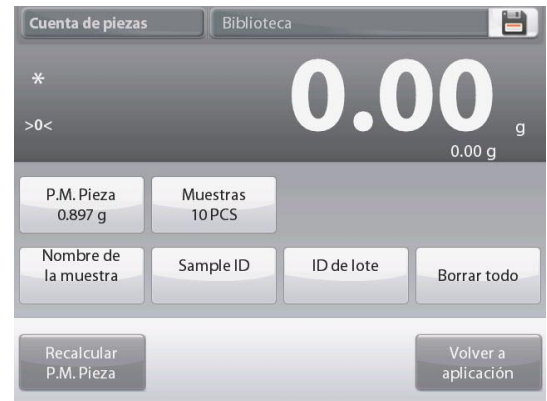 Cuenta de piezas
Biblioteca
*
0.00 g
>0<
0.00 g
P.M. Pieza
0.897 g
Muestras
10 PCS
Nombre de
la muestra
Sample ID
ID de lote
Borrar todo
Recalcular
P.M. Pieza
Volver a
aplicación